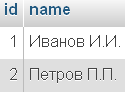 id name
1 Иванов И.И.
2 Петров П.П.